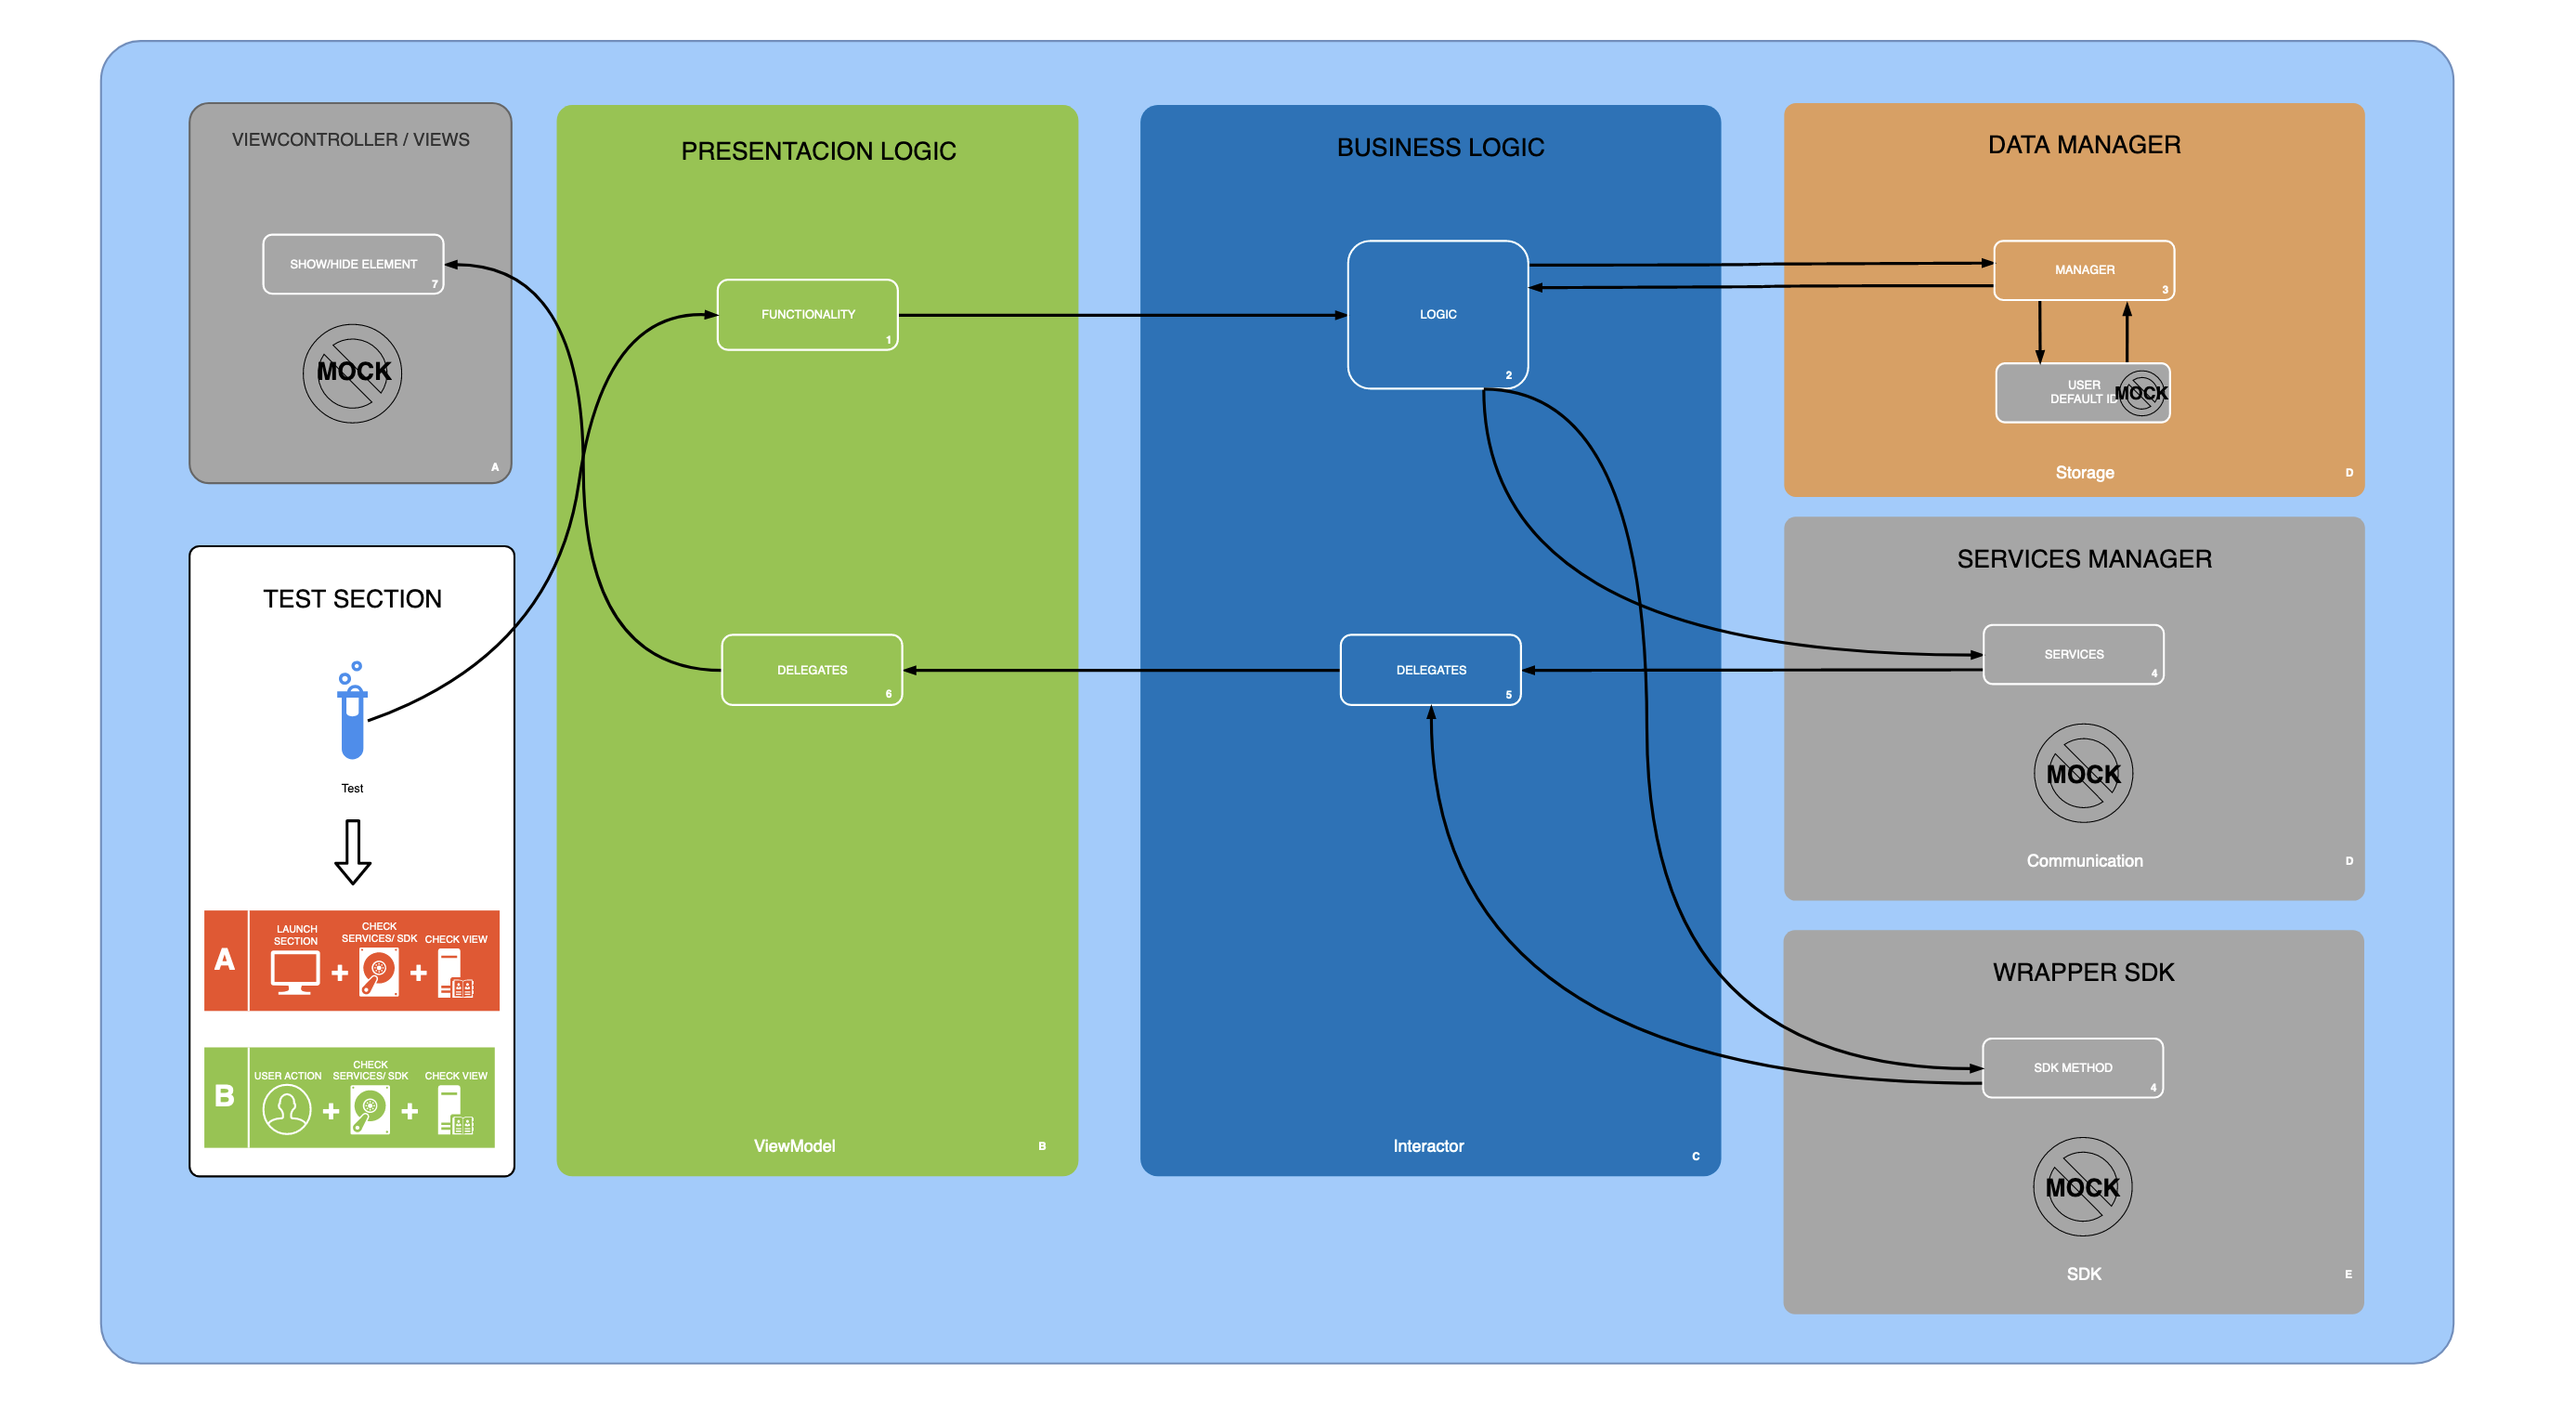 VIEWCONTROLLER / VIEWS
SHOW/HIDE ELEMENT
7
MOCK
A
TEST SECTION
Test
A
LAUNCH
SECTION
CHECK
SERVICES/ SDK
CHECK VIEW
+
+
B
USER ACTION
CHECK
SERVICES/ SDK
CHECK VIEW
+
+
PRESENTACION LOGIC
FUNCTIONALITY
1
DELEGATES
6
ViewModel
B
BUSINESS LOGIC
LOGIC
2
DELEGATES
5
Interactor
C
DATA MANAGER
MANAGER
3
USER
DEFAULT ID
MOCK
Storage
D
SERVICES MANAGER
SERVICES
4
MOCK
Communication
D
WRAPPER SDK
SDK METHOD
4
MOCK
SDK
E